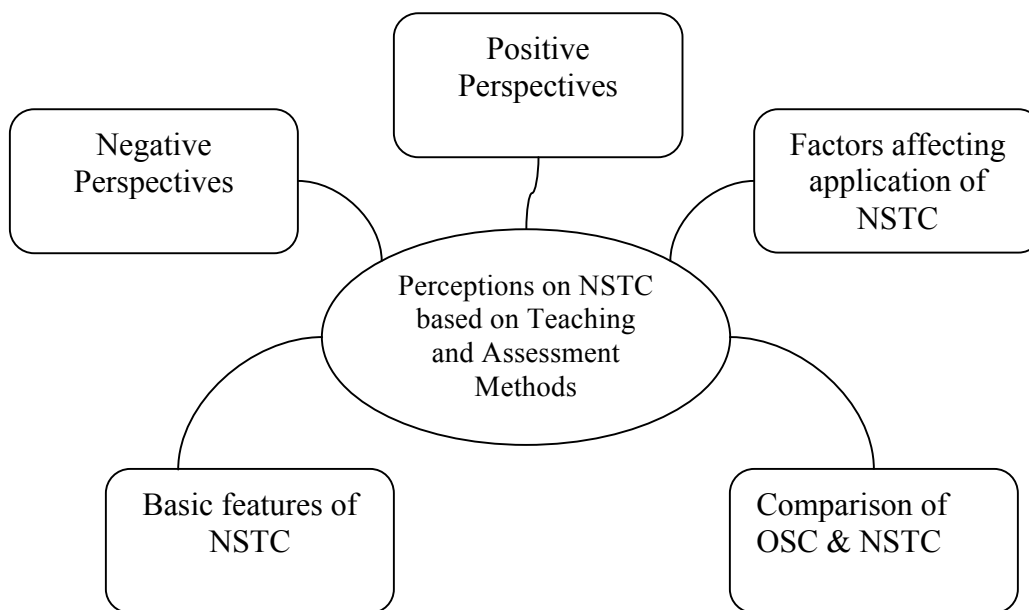 Positive
Perspectives
Negative
Perspectives
Factors affecting
application of
NSTC
Perceptions on NSTC
based on Teaching
and Assessment
Methods
Basic features of
NSTC
Comparison of
OSC & NSTC